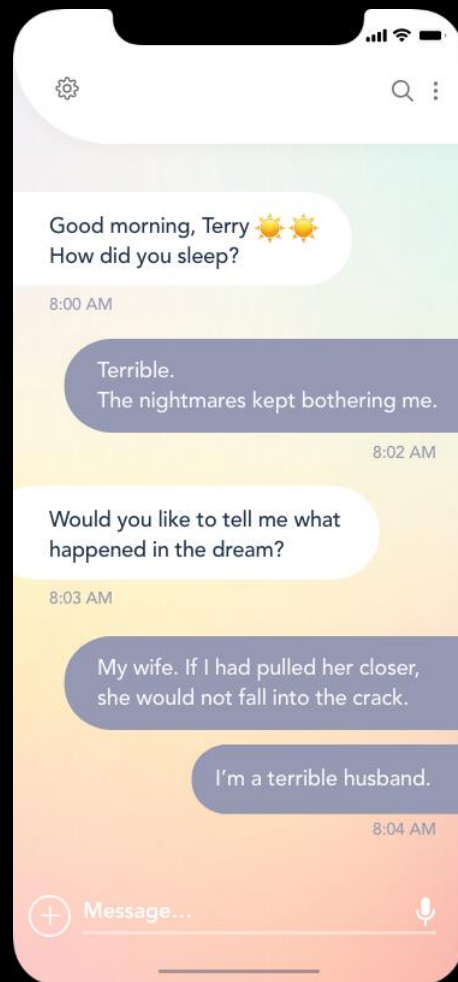 Good morning, Terry ☀️☀️
How did you sleep?
8:00 AM
Terrible.
The nightmares kept bothering me.
8:02 AM
Would you like to tell me what
happened in the dream?
8:03 AM
My wife. If I had pulled her closer,
she would not fall into the crack.
I'm a terrible husband.
8:04 AM
Message...